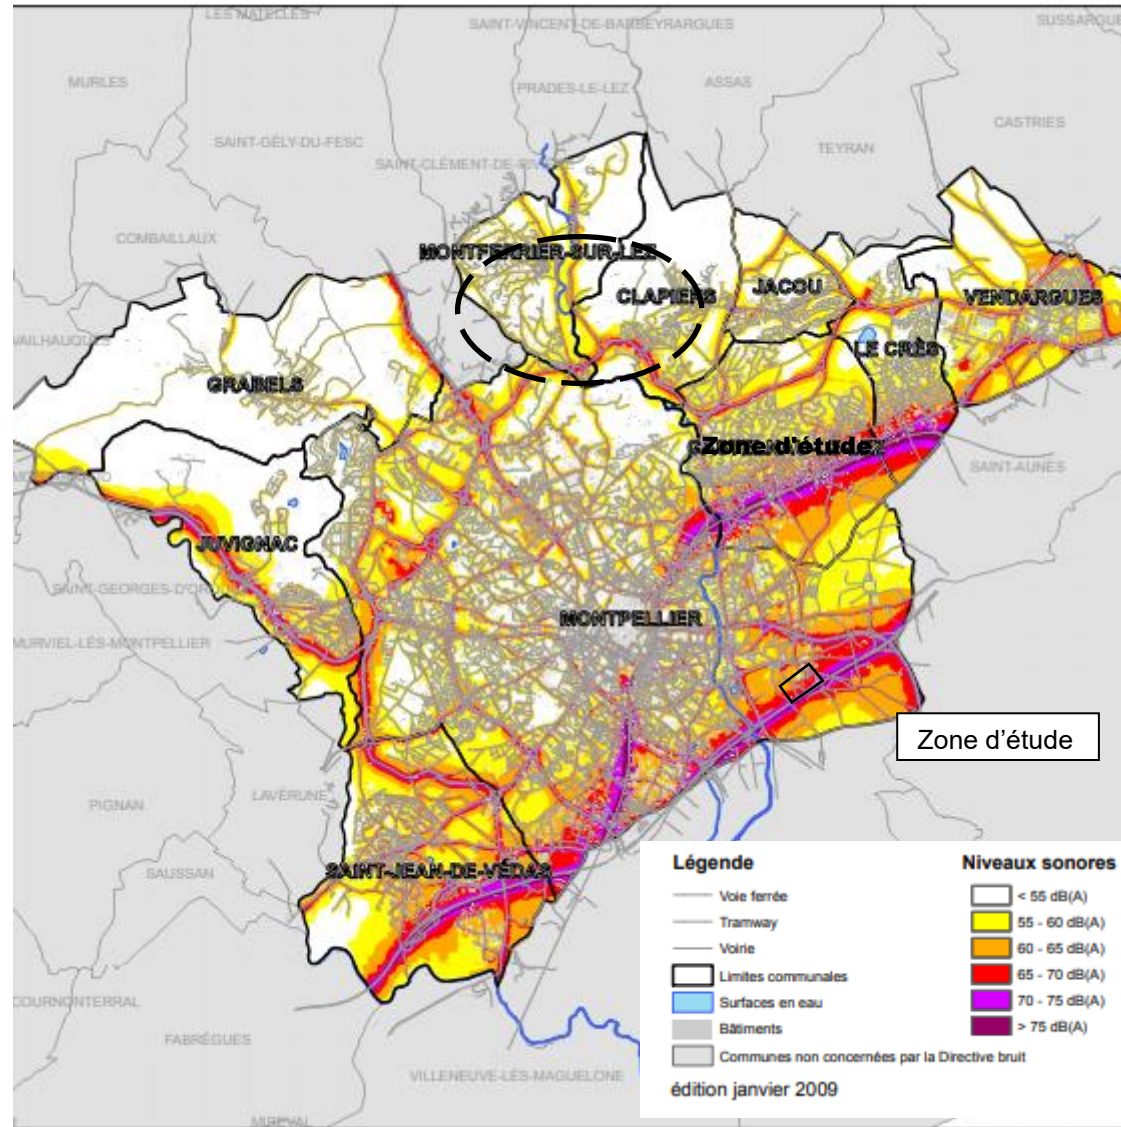 LES MATELLES
SAINT-VINCENT-DE-BARBEYRARGUES
SUSSARGUE
MURLES
PRADES-LE-LEZ
ASSAS
CASTRIES
SAINT-GÉLY-DU-FESC
TEYRAN
SAINT-CLÉMENT-DE-RIVIÈRE
COMBAILLAUX
MONTFERRIER-SUR-LEZ
CLAPIERS
JACOU
VENDARGUES
VAILHAUQUÈS
LE CRÈS
GRABELS
Zone d'étude
SAINT-AUNÈS
JUVIGNAC
SAINT-GEORGES-D'OR
MONTPELLIER
MURVIEL-LÈS-MONTPELLIER
Zone d'étude
PIGNAN
LAVÉRUNE
SAUSSAN
SAINT-JEAN-DE-VÉDAS
COURNONTERRAL
FABRÈGUES
VILLENEUVE-LÈS-MAGUELONE
MIREVAL
Légende
Voie ferrée
Tramway
Voirie
Limites communales
Surfaces en eau
Bâtiments
Communes non concernées par la Directive bruit
édition janvier 2009
Niveaux sonores
< 55 dB(A)
55 - 60 dB(A)
60 - 65 dB(A)
65 - 70 dB(A)
70 - 75 dB(A)
> 75 dB(A)